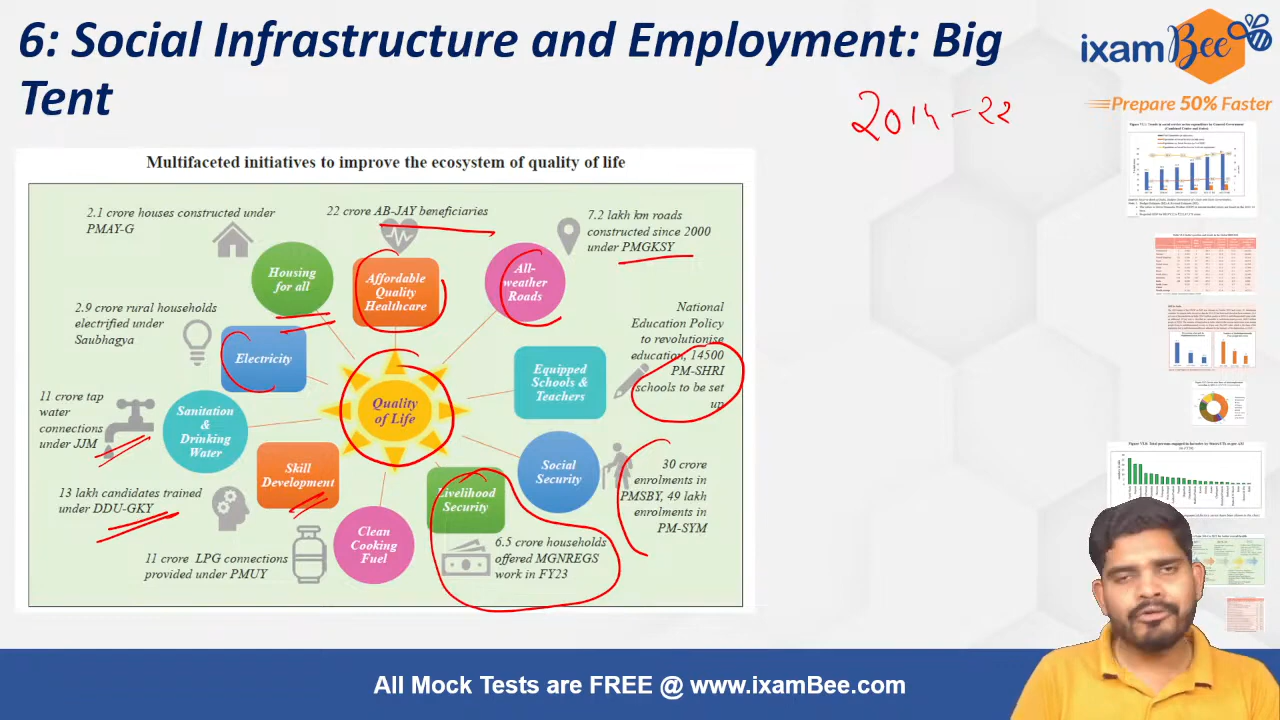 6: Social Infrastructure and Employment: Big
Tent
ixamBee
Prepare 50% Faster
2014-22
Multifaceted initiatives to improve the ecosystem of quality of life
2.1 crore houses constructed under
PMAY-G
22 crore AB-JAY beneficiaries
7.2 lakh km roads
constructed since 2000
under PMGKSY
Housing
for all
Affordable
Quality
Healthcare
All-
weather
Roads
2.9 crore rural households
electrified under
Saubhagya
Electricity
National
Education Policy
to revolutionise
education, 14500
PM-SHRI
schools to be set
up
Equipped
Schools &
Teachers
Quality
of Life
11 crore tap
water
connections
under JJM
Sanitation
&
Drinking
Water
Skill
Development
Livelihood
Security
Social
Security
30 crore
enrolments in
PMSBY, 49 lakh
enrolments in
PM-SYM
13 lakh candidates trained
under DDU-GKY
Clean
Cooking
Fuel
6.5 crore households
offered MGNREGS
work in FY23
11 crore LPG connections
provided under PMUY
All Mock Tests are FREE @ www.ixamBee.com